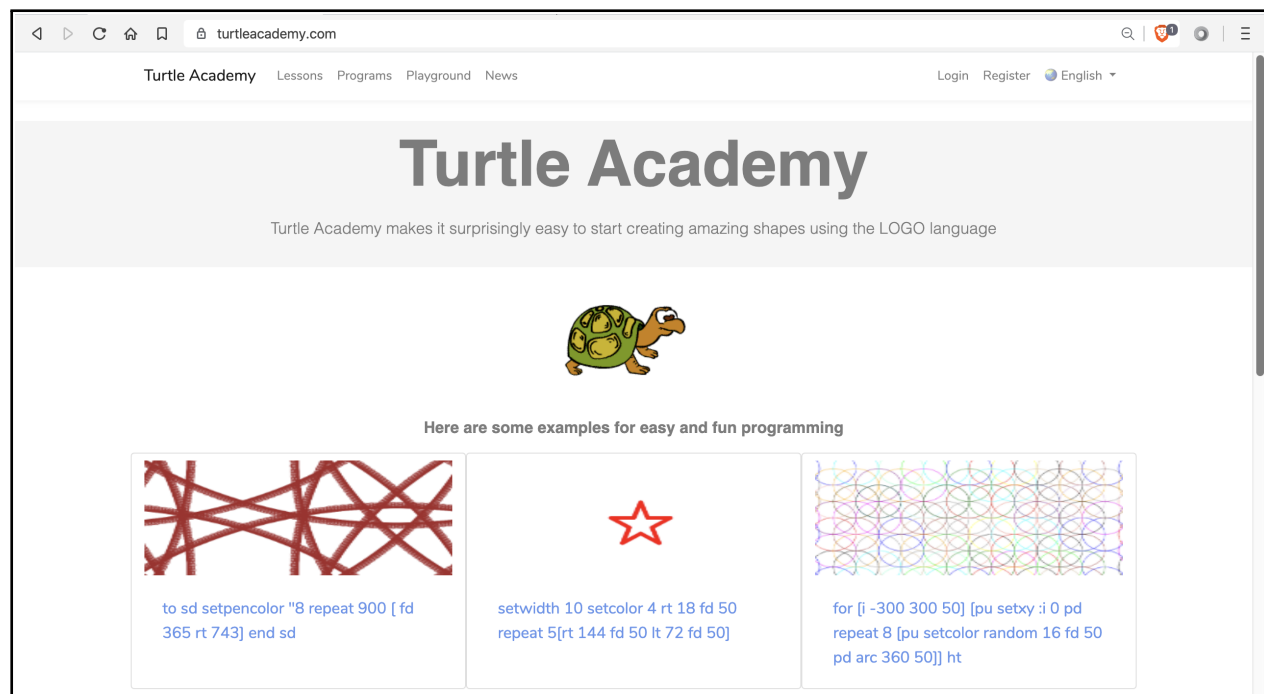 turtleacademy.com
1
Turtle Academy Lessons Programs Playground News Login Register English
Turtle Academy
Turtle Academy makes it surprisingly easy to start creating amazing shapes using the LOGO language
Here are some examples for easy and fun programming
to sd setpencolor "8 repeat 900 [ fd
365 rt 743] end sd
setwidth 10 setcolor 4 rt 18 fd 50
repeat 5[rt 144 fd 50 lt 72 fd 50]
for [i -300 300 50] [pu setxy :i 0 pd
repeat 8 [pu setcolor random 16 fd 50
pd arc 360 50]] ht